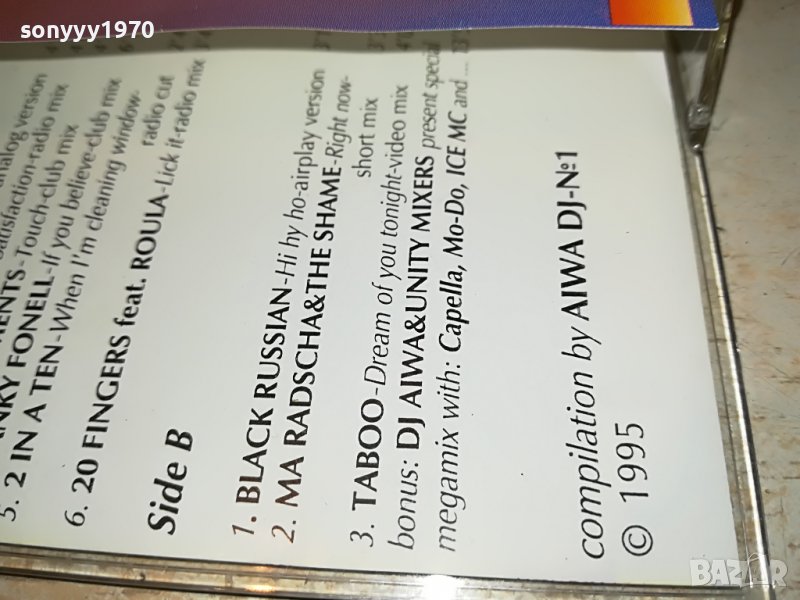 sonyyy1970
analog version
satisfaction-radio mix
-Touch-club mix
FONELL-If you believe-club mix
5. 2 IN A TEN-When I'm cleaning window-
radio cut
6. 20 FINGERS feat. ROULA-Lick it-radio mix
Side B
1. BLACK RUSSIAN-Hi hy ho-airplay version
2. MA RADSCHA&THE SHAME-Right now-
short mix
3. TABOO-Dream of you tonight-video mix
bonus: DJ AIWA&UNITY MIXERS present special
megamix with: Capella, Mo-Do, ICE MC and ...
compilation by AIWA DJ-№1
© 1995
BAZAR